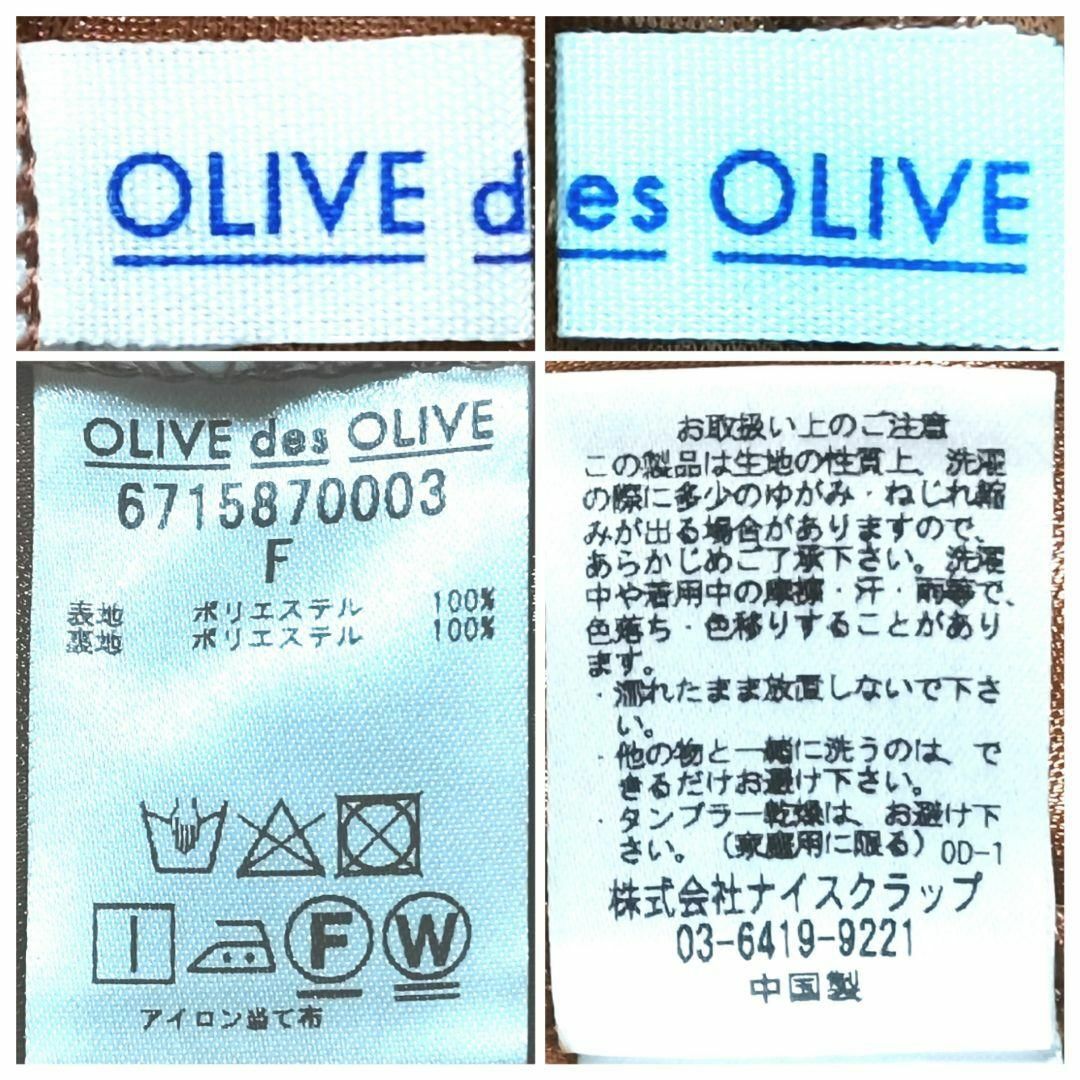 OLIVE d
es OLIVE
OLIVE des OLIVE
6715870003
F
表地 ポリエステル 100%
裏地 ポリエステル 100%
F W
アイロン当て布
お取扱い上のご注意
この製品は生地の性質上、洗濯
の際に多少のゆがみ・ねじれ縮
みが出る場合がありますので、
あらかじめご了承下さい。洗濯
中や着用中の摩擦・汗・雨等で、
色落ち・色移りすることがあり
ます。
・濡れたまま放置しないで下さ
い。
・他の物と一緒に洗うのは、で
きるだけお避け下さい。
・タンブラー乾燥は、お避け下
さい。（家庭用に限る）OD-1
株式会社ナイスクラップ
03-6419-9221
中国製